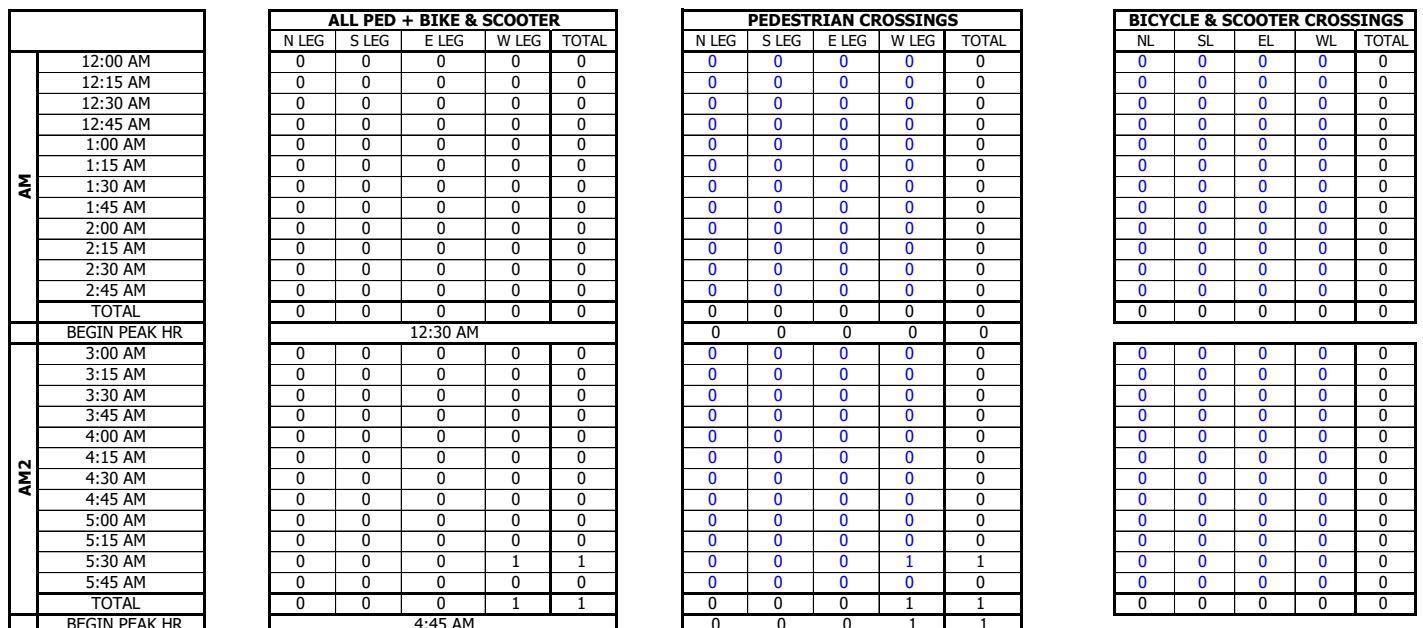 ALL PED + BIKE & SCOOTER PEDESTRIAN CROSSINGS BICYCLE & SCOOTER CROSSINGS
N LEG S LEG E LEG W LEG TOTAL N LEG S LEG E LEG W LEG TOTAL NL SL EL WL TOTAL
AM
12:00 AM 0 0 0 0 0 0 0 0 0 0 0 0 0 0 0
12:15 AM 0 0 0 0 0 0 0 0 0 0 0 0 0 0 0
12:30 AM 0 0 0 0 0 0 0 0 0 0 0 0 0 0 0
12:45 AM 0 0 0 0 0 0 0 0 0 0 0 0 0 0 0
1:00 AM 0 0 0 0 0 0 0 0 0 0 0 0 0 0 0
1:15 AM 0 0 0 0 0 0 0 0 0 0 0 0 0 0 0
1:30 AM 0 0 0 0 0 0 0 0 0 0 0 0 0 0 0
1:45 AM 0 0 0 0 0 0 0 0 0 0 0 0 0 0 0
2:00 AM 0 0 0 0 0 0 0 0 0 0 0 0 0 0 0
2:15 AM 0 0 0 0 0 0 0 0 0 0 0 0 0 0 0
2:30 AM 0 0 0 0 0 0 0 0 0 0 0 0 0 0 0
2:45 AM 0 0 0 0 0 0 0 0 0 0 0 0 0 0 0
TOTAL 0 0 0 0 0 0 0 0 0 0 0 0 0 0 0
BEGIN PEAK HR 12:30 AM 0 0 0 0 0
AM2
3:00 AM 0 0 0 0 0 0 0 0 0 0 0 0 0 0 0
3:15 AM 0 0 0 0 0 0 0 0 0 0 0 0 0 0 0
3:30 AM 0 0 0 0 0 0 0 0 0 0 0 0 0 0 0
3:45 AM 0 0 0 0 0 0 0 0 0 0 0 0 0 0 0
4:00 AM 0 0 0 0 0 0 0 0 0 0 0 0 0 0 0
4:15 AM 0 0 0 0 0 0 0 0 0 0 0 0 0 0 0
4:30 AM 0 0 0 0 0 0 0 0 0 0 0 0 0 0 0
4:45 AM 0 0 0 0 0 0 0 0 0 0 0 0 0 0 0
5:00 AM 0 0 0 0 0 0 0 0 0 0 0 0 0 0 0
5:15 AM 0 0 0 0 0 0 0 0 0 0 0 0 0 0 0
5:30 AM 0 0 0 1 1 0 0 0 1 1 0 0 0 0 0
5:45 AM 0 0 0 0 0 0 0 0 0 0 0 0 0 0 0
TOTAL 0 0 0 1 1 0 0 0 1 1 0 0 0 0 0
BEGIN PEAK HR 4:45 AM 0 0 0 1 1